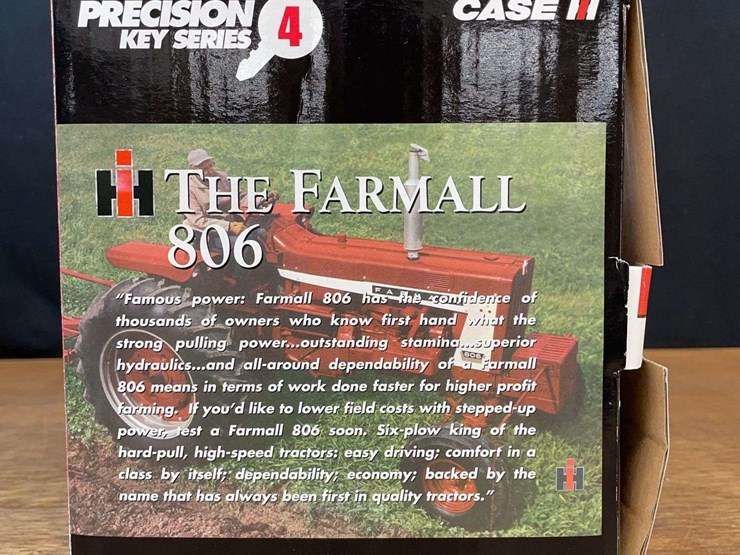 PRECISION
KEY SERIES
4
CASE IH
IH THE FARMALL
806
FARMALL
806
"Famous power: Farmall 806 has the confidence of
thousands of owners who know first hand what the
strong pulling power...outstanding stamina...superior
hydraulics...and all-around dependability of a Farmall
806 means in terms of work done faster for higher profit
farming. If you'd like to lower field costs with stepped-up
power, test a Farmall 806 soon. Six-plow king of the
hard-pull, high-speed tractors; easy driving; comfort in a
class by itself; dependability; economy; backed by the
name that has always been first in quality tractors."
IH